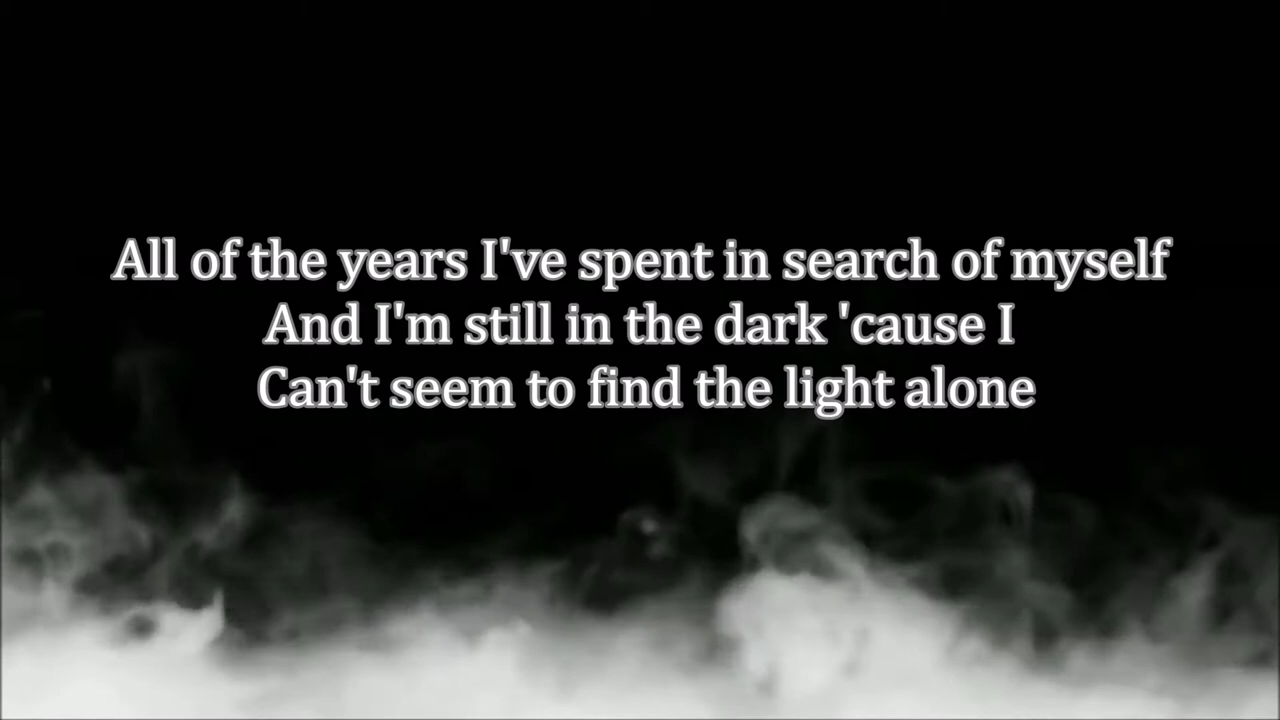 All of the years I've spent in search of myself
And I'm still in the dark 'cause I
Can't seem to find the light alone